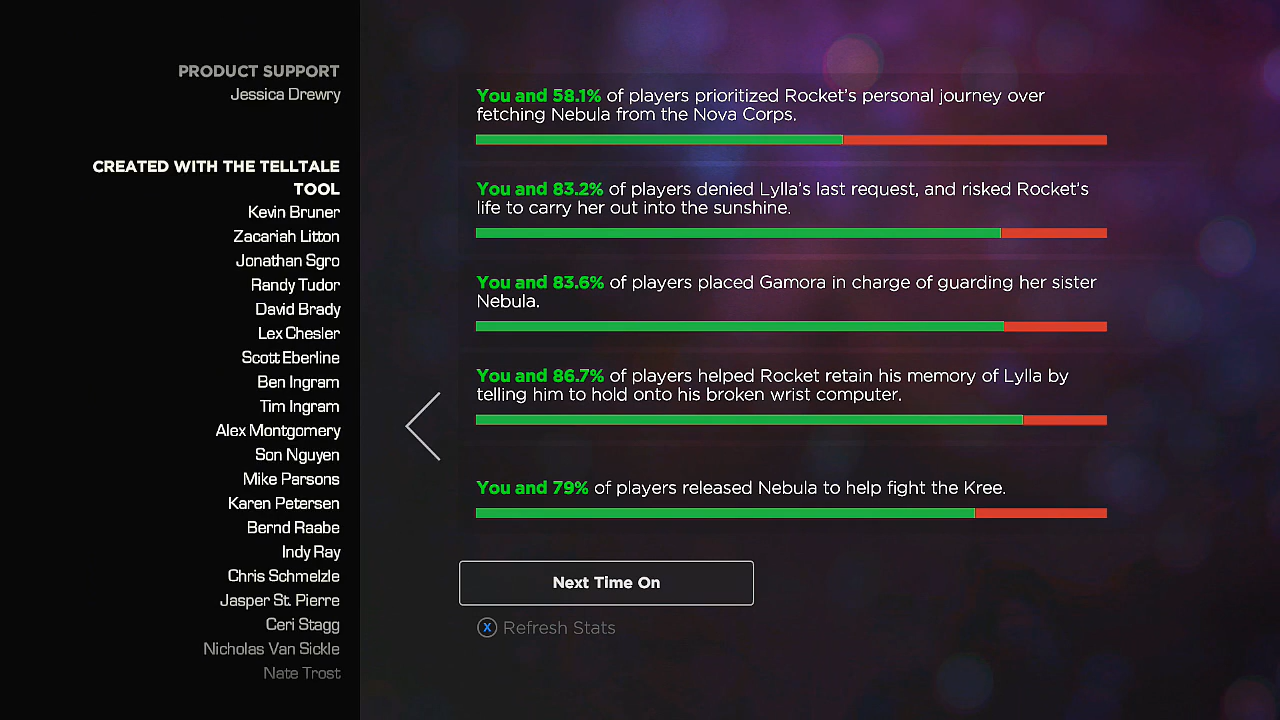 PRODUCT SUPPORT
Jessica Drewry
CREATED WITH THE TELLTALE
TOOL
Kevin Bruner
Zacariah Litton
Jonathan Sgro
Randy Tudor
David Brady
Lex Chesler
Scott Eberline
Ben Ingram
Tim Ingram
Alex Montgomery
Son Nguyen
Mike Parsons
Karen Petersen
Bernd Raabe
Indy Ray
Chris Schmelzle
Jasper St. Pierre
Ceri Stagg
Nicholas Van Sickle
Nate Trost
You and 58.1% of players prioritized Rocket's personal journey over
fetching Nebula from the Nova Corps.
You and 83.2% of players denied Lylla's last request, and risked Rocket's
life to carry her out into the sunshine.
You and 83.6% of players placed Gamora in charge of guarding her sister
Nebula.
You and 86.7% of players helped Rocket retain his memory of Lylla by
telling him to hold onto his broken wrist computer.
You and 79% of players released Nebula to help fight the Kree.
Next Time On
X Refresh Stats